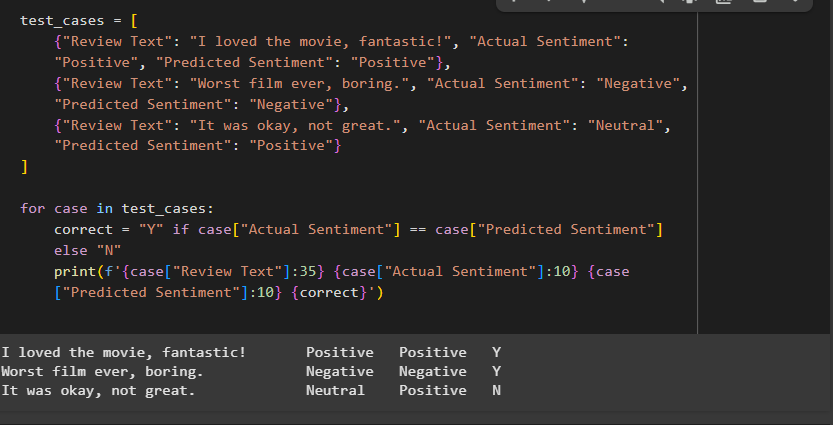 test_cases = [
    {"Review Text": "I loved the movie, fantastic!", "Actual Sentiment":
    "Positive", "Predicted Sentiment": "Positive"},
    {"Review Text": "Worst film ever, boring.", "Actual Sentiment": "Negative",
    "Predicted Sentiment": "Negative"},
    {"Review Text": "It was okay, not great.", "Actual Sentiment": "Neutral",
    "Predicted Sentiment": "Positive"}
]

for case in test_cases:
    correct = "Y" if case["Actual Sentiment"] == case["Predicted Sentiment"]
    else "N"
    print(f'{case["Review Text"]:35} {case["Actual Sentiment"]:10} {case
    ["Predicted Sentiment"]:10} {correct}')
I loved the movie, fantastic!       Positive   Positive   Y
Worst film ever, boring.            Negative   Negative   Y
It was okay, not great.             Neutral    Positive   N